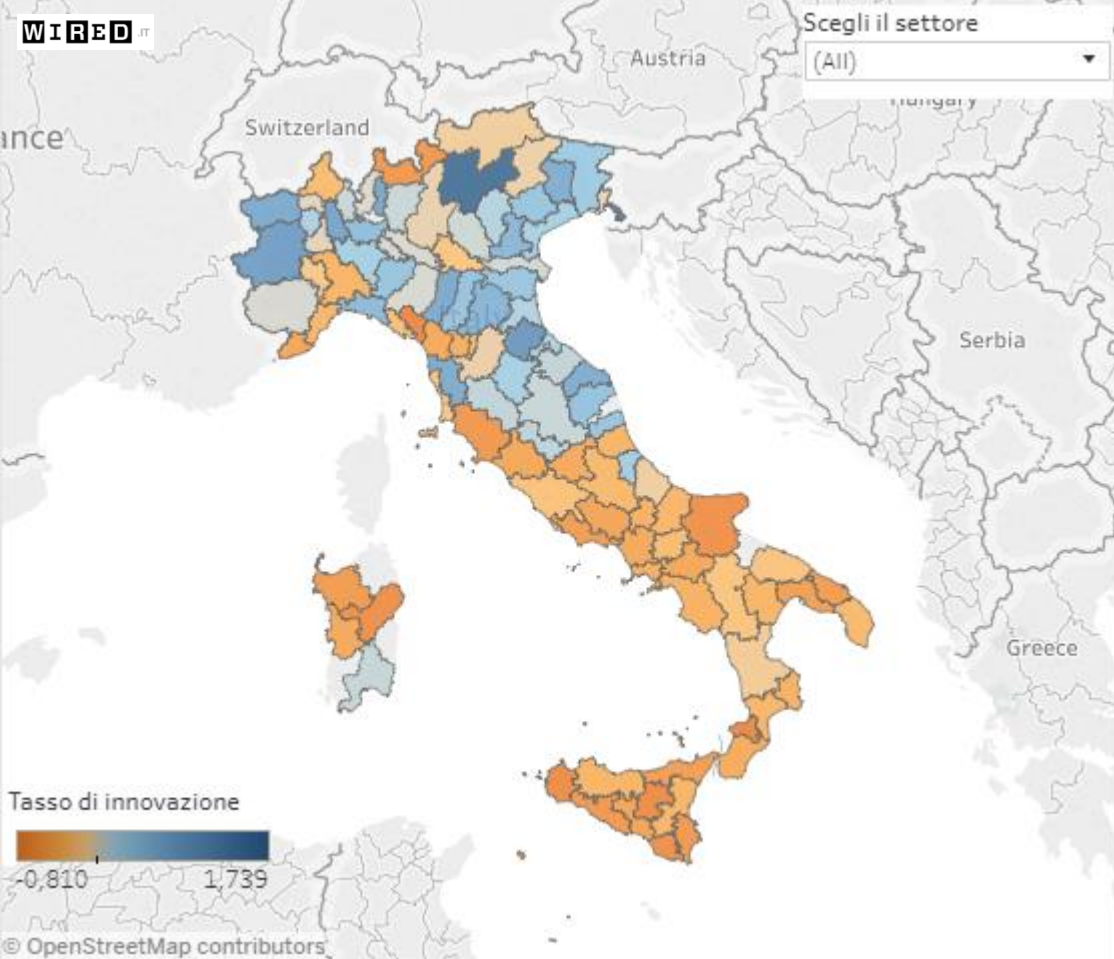 WIRED.IT
Scegli il settore
(All)
Austria
Hungary
ance
Switzerland
Serbia
Greece
Tasso di innovazione
-0,810
1,739
© OpenStreetMap contributors